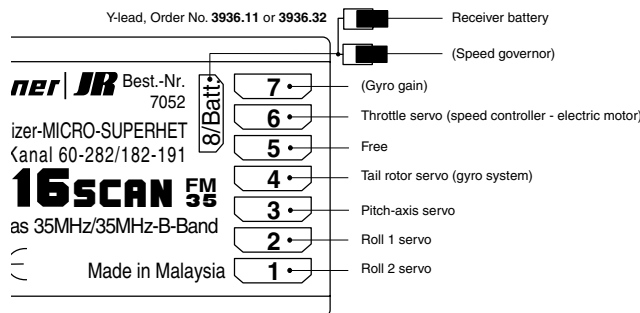 Y-lead, Order No. 3936.11 or 3936.32
Receiver battery
(Speed governor)
ner JR Best.-Nr.
7052
8/Batt.
7 (Gyro gain)
izer-MICRO-SUPERHET
6 Throttle servo (speed controller - electric motor)
Kanal 60-282/182-191
5 Free
16SCAN FM
35
4 Tail rotor servo (gyro system)
3 Pitch-axis servo
as 35MHz/35MHz-B-Band
2 Roll 1 servo
Made in Malaysia
1 Roll 2 servo